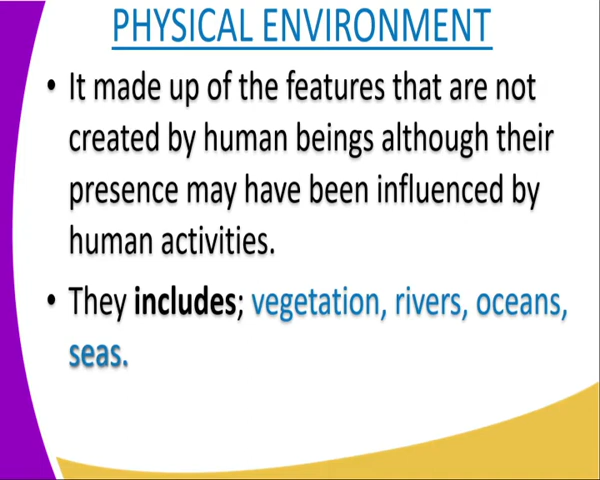 PHYSICAL ENVIRONMENT
• It made up of the features that are not
created by human beings although their
presence may have been influenced by
human activities.
• They includes; vegetation, rivers, oceans,
seas.